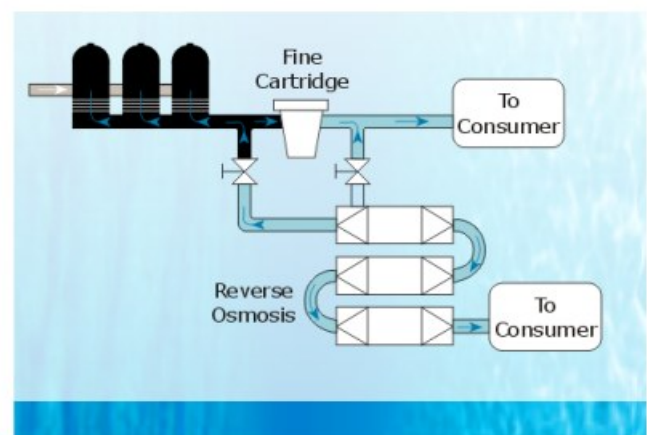 Fine
Cartridge
To
Consumer
Reverse
Osmosis
To
Consumer